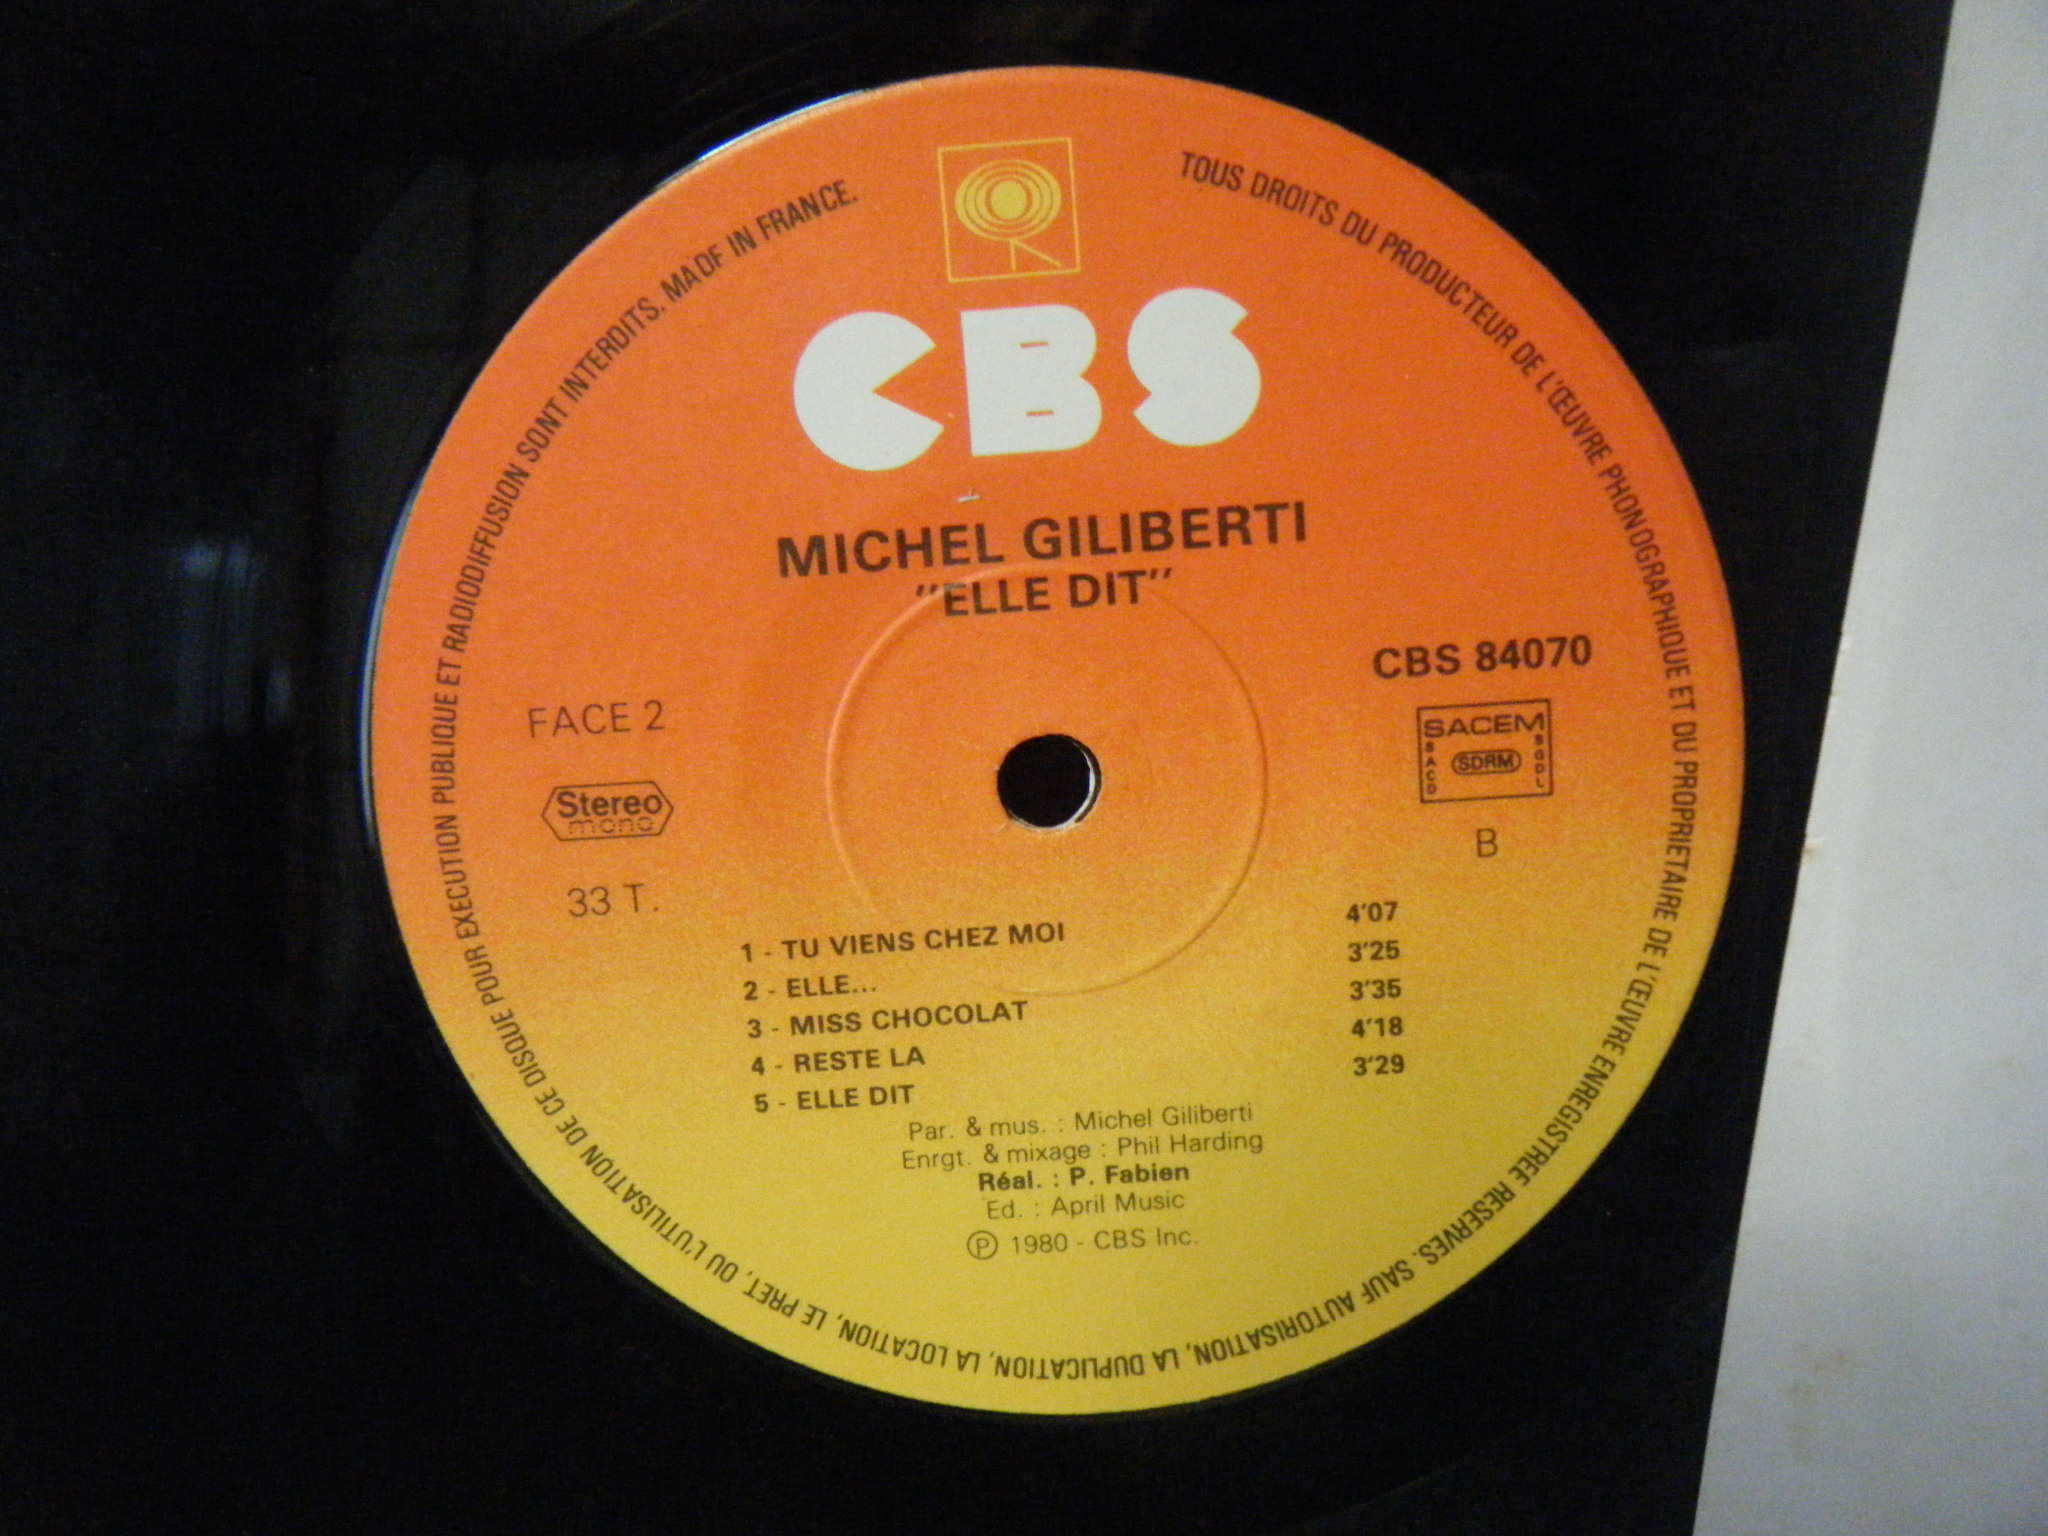 TOUS DROITS DU PRODUCTEUR DE L'ŒUVRE PHONOGRAPHIQUE ET DU PROPRIETAIRE DE L'ŒUVRE ENREGISTREE RESERVES. SAUF AUTORISATION, LA DUPLICATION, LA LOCATION, LE PRET, OU L'UTILISATION DE CE DISQUE POUR EXECUTION PUBLIQUE ET RADIODIFFUSION SONT INTERDITS. MADE IN FRANCE.
CBS
MICHEL GILIBERTI
"ELLE DIT"
CBS 84070
FACE 2
SACEM
SACD
SDRM
SGDL
Stereo
mono
B
33 T.
1 - TU VIENS CHEZ MOI 4'07
2 - ELLE... 3'25
3 - MISS CHOCOLAT 3'35
4 - RESTE LA 4'18
5 - ELLE DIT 3'29
Par. & mus. : Michel Giliberti
Enrgt. & mixage : Phil Harding
Réal. : P. Fabien
Ed. : April Music
Ⓟ 1980 - CBS Inc.